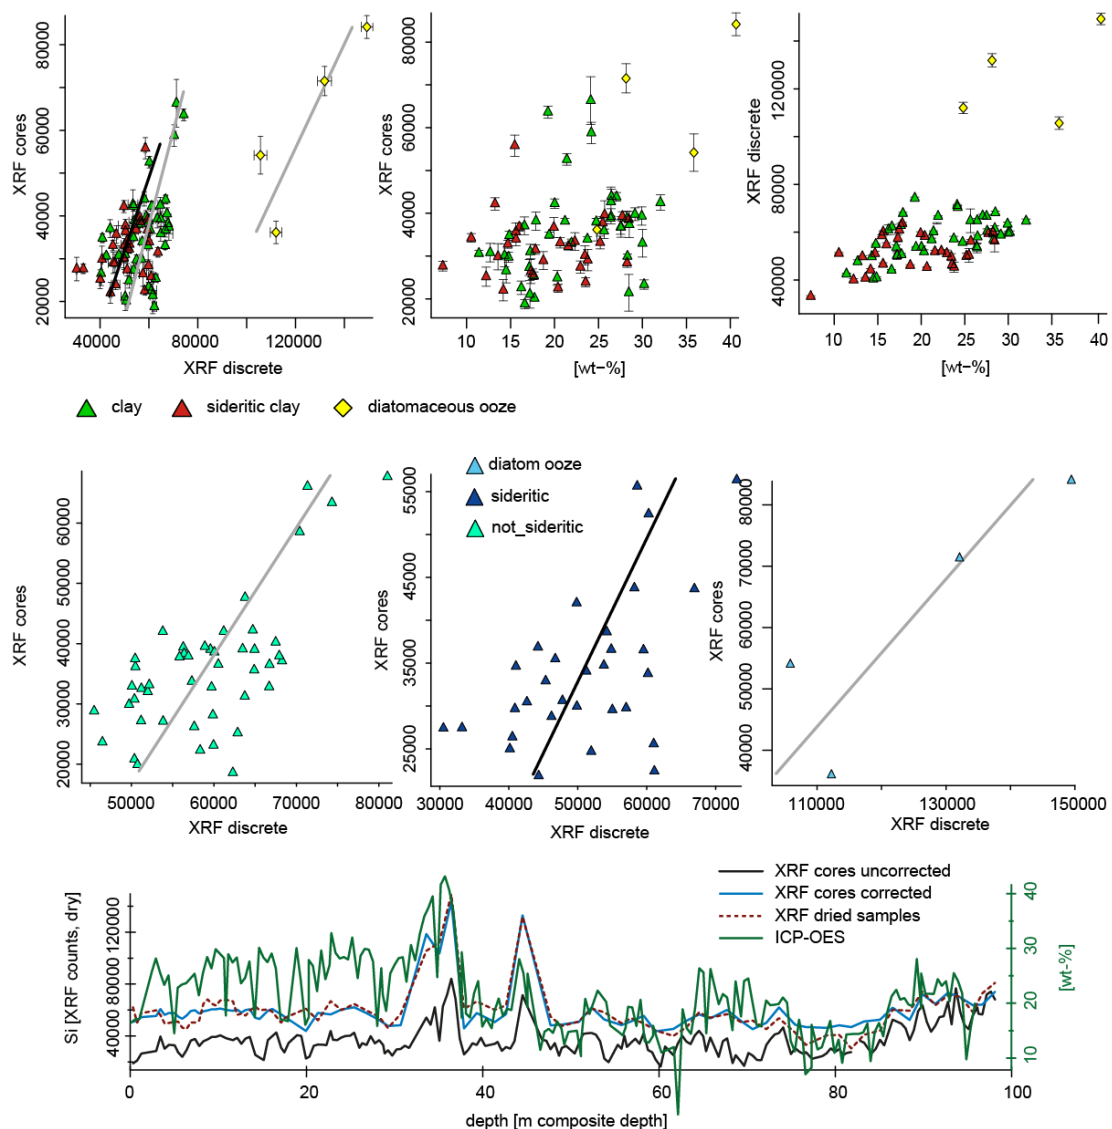 80000
60000
40000
20000
XRF cores
40000
80000
120000
XRF discrete
80000
60000
40000
20000
XRF cores
10
15
20
25
30
35
40
[wt-%]
120000
80000
40000
XRF discrete
10
15
20
25
30
35
40
[wt-%]
clay
sideritic clay
diatomaceous ooze
60000
50000
40000
30000
20000
XRF cores
50000
60000
70000
80000
XRF discrete
diatom ooze
sideritic
not_sideritic
55000
45000
35000
25000
XRF cores
30000
40000
50000
60000
70000
XRF discrete
80000
70000
60000
50000
40000
XRF cores
110000
130000
150000
XRF discrete
XRF cores uncorrected
XRF cores corrected
XRF dried samples
ICP-OES
Si [XRF counts, dry]
120000
80000
40000
40
30
20
10
[wt-%]
0
20
40
60
80
100
depth [m composite depth]